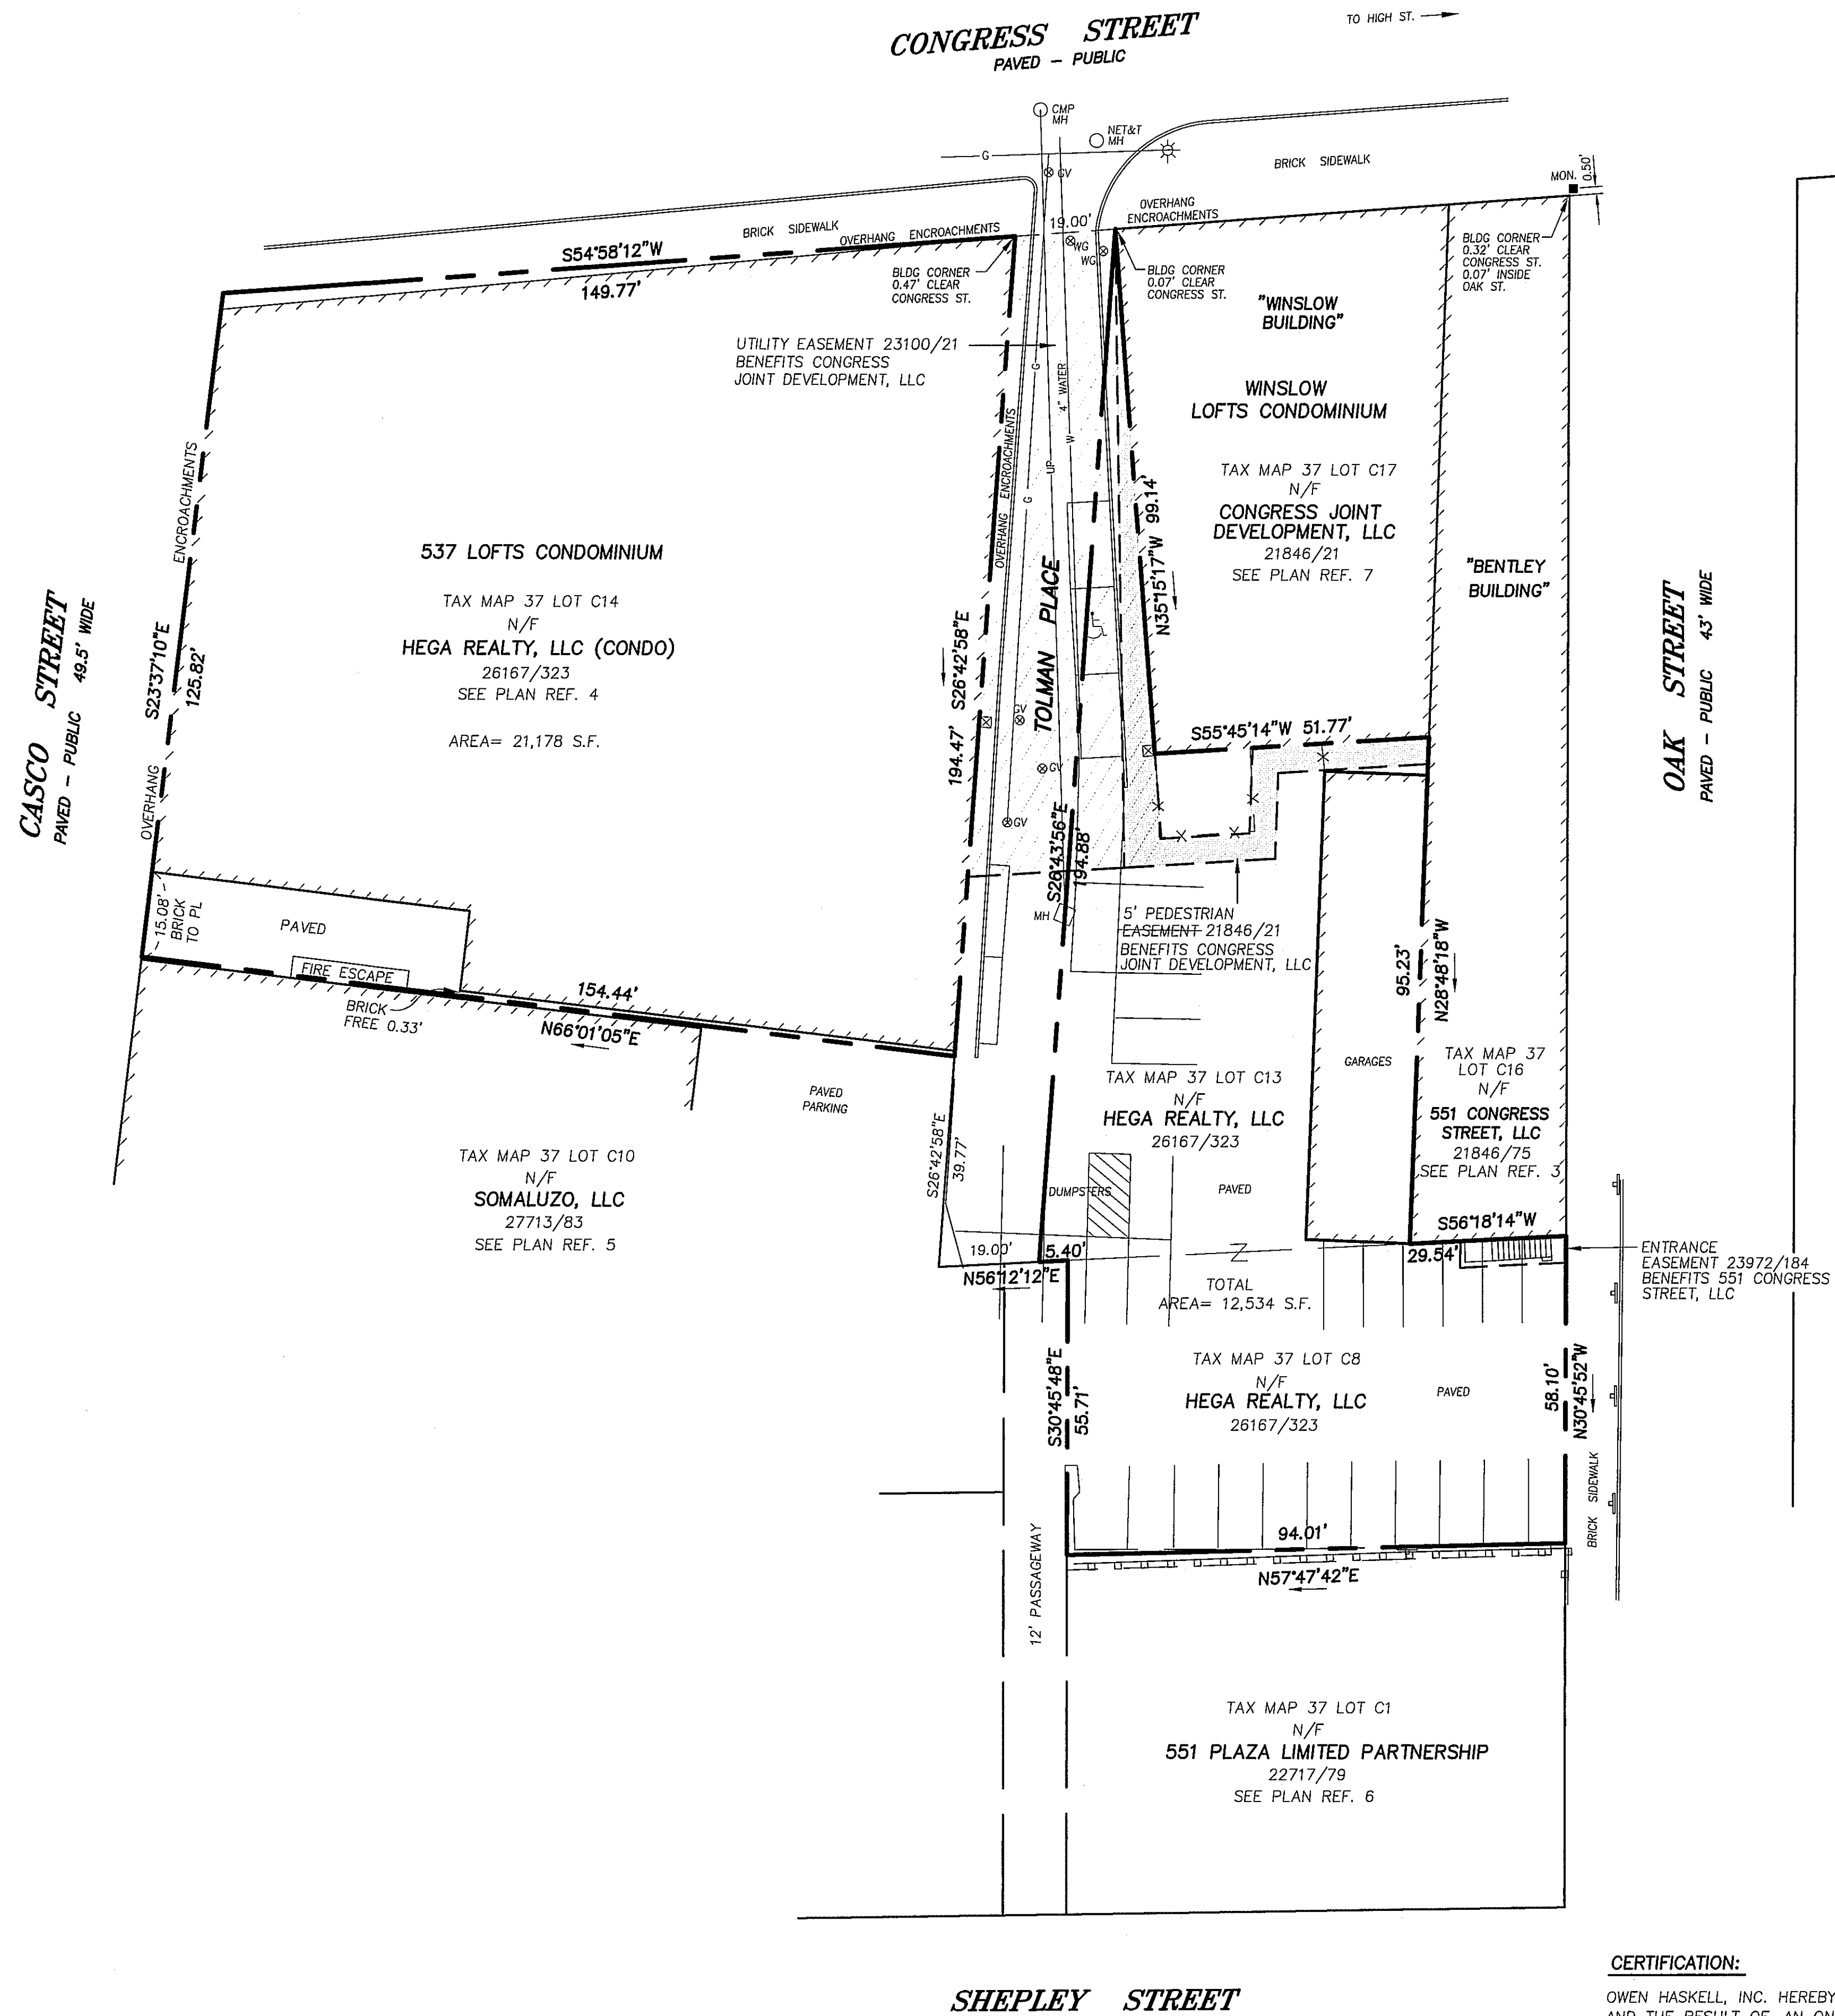 CONGRESS STREET
PAVED - PUBLIC
TO HIGH ST.
CMP
MH
NET&T
MH
G
GV
BRICK SIDEWALK
MON.
0.50'
OVERHANG
ENCROACHMENTS
19.00'
BRICK SIDEWALK
OVERHANG ENCROACHMENTS
WG
WG
S54°58'12"W
149.77'
BLDG CORNER
0.47' CLEAR
CONGRESS ST.
BLDG CORNER
0.07' CLEAR
CONGRESS ST.
BLDG CORNER
0.32' CLEAR
CONGRESS ST.
0.07' INSIDE
OAK ST.
"WINSLOW
BUILDING"
UTILITY EASEMENT 23100/21
BENEFITS CONGRESS
JOINT DEVELOPMENT, LLC
G
4" WATER
W
UP
G
OVERHANG ENCROACHMENTS
WINSLOW
LOFTS CONDOMINIUM
TAX MAP 37 LOT C17
N/F
CONGRESS JOINT
DEVELOPMENT, LLC
21846/21
SEE PLAN REF. 7
99.14'
N35°15'17"W
"BENTLEY
BUILDING"
OVERHANG ENCROACHMENTS
537 LOFTS CONDOMINIUM
TAX MAP 37 LOT C14
N/F
HEGA REALTY, LLC (CONDO)
26167/323
SEE PLAN REF. 4
AREA= 21,178 S.F.
CASCO STREET
PAVED - PUBLIC 49.5' WIDE
S23°37'10"E
125.82'
OAK STREET
PAVED - PUBLIC 43' WIDE
TOLMAN PLACE
S26°42'58"E
194.47'
GV
GV
GV
S55°45'14"W 51.77'
S26°43'56"E
194.88'
15.08'
BRICK
TO PL
PAVED
FIRE ESCAPE
BRICK
FREE 0.33'
154.44'
N66°01'05"E
MH
5' PEDESTRIAN
EASEMENT 21846/21
BENEFITS CONGRESS
JOINT DEVELOPMENT, LLC
95.23'
N28°48'18"W
GARAGES
TAX MAP 37
LOT C16
N/F
551 CONGRESS
STREET, LLC
21846/75
SEE PLAN REF. 3
PAVED
PARKING
TAX MAP 37 LOT C13
N/F
HEGA REALTY, LLC
26167/323
TAX MAP 37 LOT C10
N/F
SOMALUZO, LLC
27713/83
SEE PLAN REF. 5
S26°42'58"E
39.77'
DUMPSTERS
PAVED
S56°18'14"W
29.54'
19.00'
5.40'
N56°12'12"E
Z
ENTRANCE
EASEMENT 23972/184
BENEFITS 551 CONGRESS
STREET, LLC
TOTAL
AREA= 12,534 S.F.
TAX MAP 37 LOT C8
N/F
HEGA REALTY, LLC
26167/323
PAVED
S30°45'48"E
55.71'
58.10'
N30°45'52"W
BRICK SIDEWALK
94.01'
N57°47'42"E
12' PASSAGEWAY
TAX MAP 37 LOT C1
N/F
551 PLAZA LIMITED PARTNERSHIP
22717/79
SEE PLAN REF. 6
SHEPLEY STREET
CERTIFICATION:
OWEN HASKELL, INC. HEREBY
AND THE RESULT OF AN ON